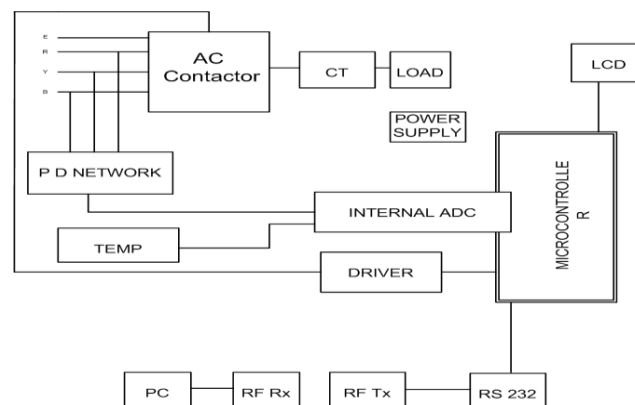 E
R
Y
B
AC
Contactor
CT
LOAD
LCD
POWER
SUPPLY
P D NETWORK
INTERNAL ADC
MICROCONTROLLE
R
TEMP
DRIVER
PC
RF Rx
RF Tx
RS 232